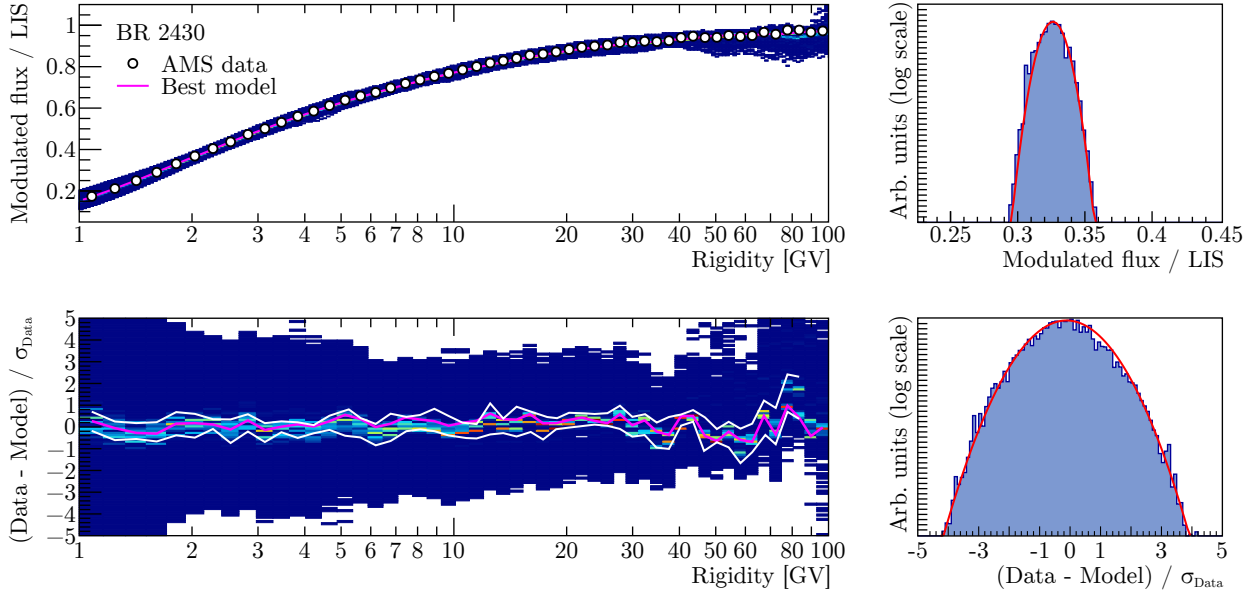 BR 2430
AMS data
Best model
Modulated flux / LIS
1
0.8
0.6
0.4
0.2
1 2 3 4 5 6 7 8 10 20 30 40 50 60 80 100
Rigidity [GV]
Arb. units (log scale)
0.25 0.3 0.35 0.4 0.45
Modulated flux / LIS
(Data - Model) / σData
5
4
3
2
1
0
−1
−2
−3
−4
−5
1 2 3 4 5 6 7 8 10 20 30 40 50 60 80 100
Rigidity [GV]
Arb. units (log scale)
-5 -3 -1 0 1 3 5
(Data - Model) / σData